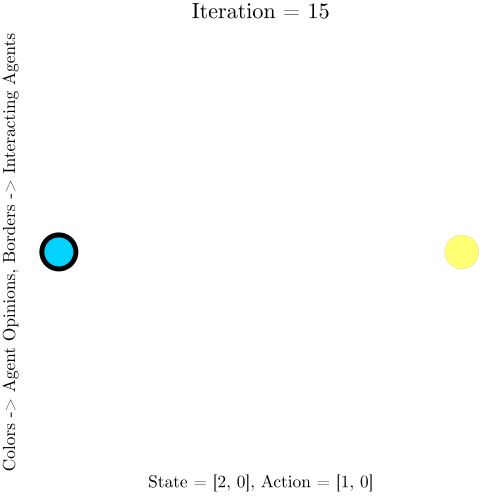 Iteration = 15
Colors -> Agent Opinions, Borders -> Interacting Agents
State = [2, 0], Action = [1, 0]